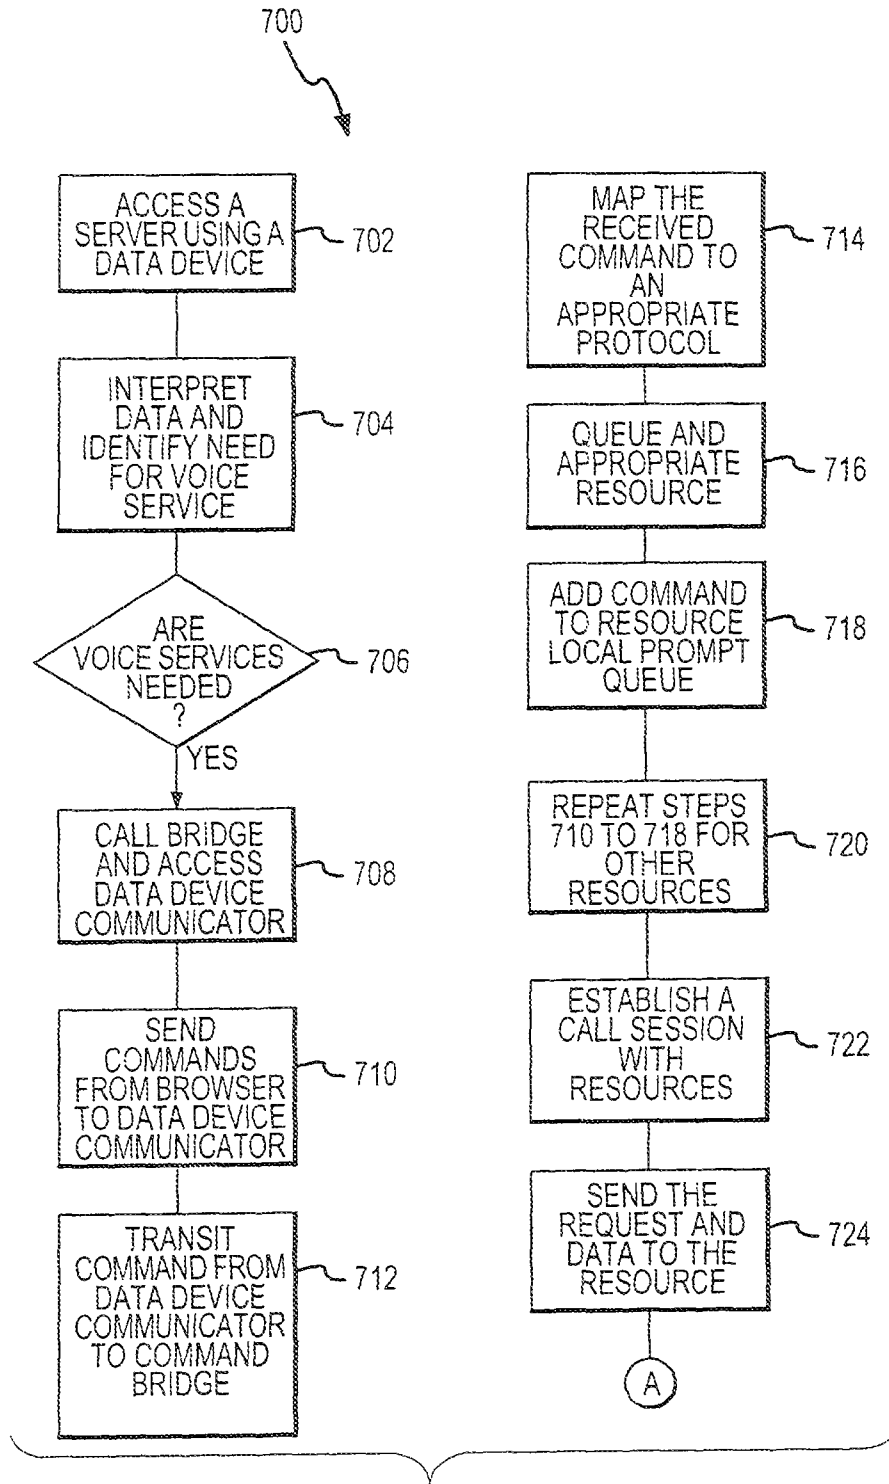 700
ACCESS A
SERVER USING A
DATA DEVICE
702
INTERPRET
DATA AND
IDENTIFY NEED
FOR VOICE
SERVICE
704
ARE
VOICE SERVICES
NEEDED
?
706
YES
CALL BRIDGE
AND ACCESS
DATA DEVICE
COMMUNICATOR
708
SEND
COMMANDS
FROM BROWSER
TO DATA DEVICE
COMMUNICATOR
710
TRANSIT
COMMAND FROM
DATA DEVICE
COMMUNICATOR
TO COMMAND
BRIDGE
712
MAP THE
RECEIVED
COMMAND TO
AN
APPROPRIATE
PROTOCOL
714
QUEUE AND
APPROPRIATE
RESOURCE
716
ADD COMMAND
TO RESOURCE
LOCAL PROMPT
QUEUE
718
REPEAT STEPS
710 TO 718 FOR
OTHER
RESOURCES
720
ESTABLISH A
CALL SESSION
WITH
RESOURCES
722
SEND THE
REQUEST AND
DATA TO THE
RESOURCE
724
A